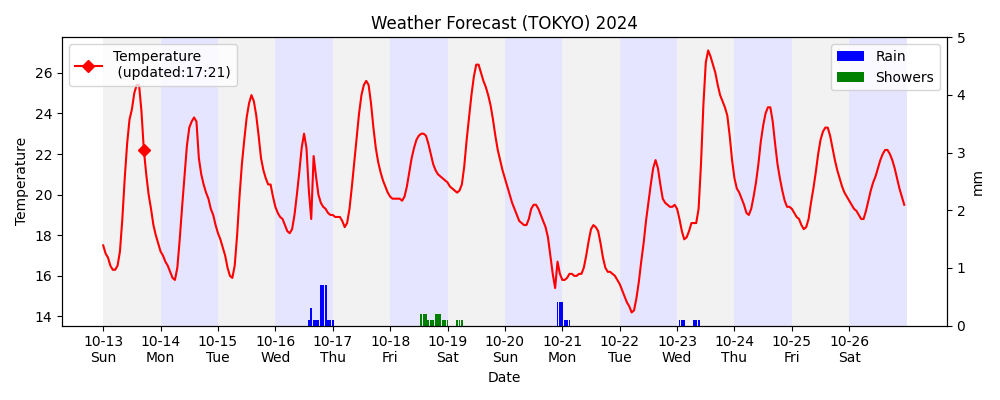 Weather Forecast (TOKYO) 2024
Temperature
(updated:17:21)
Rain
Showers
Temperature
26
24
22
20
18
16
14
5
4
3
2
1
0
mm
10-13 10-14 10-15 10-16 10-17 10-18 10-19 10-20 10-21 10-22 10-23 10-24 10-25 10-26
Sun Mon Tue Wed Thu Fri Sat Sun Mon Tue Wed Thu Fri Sat
Date